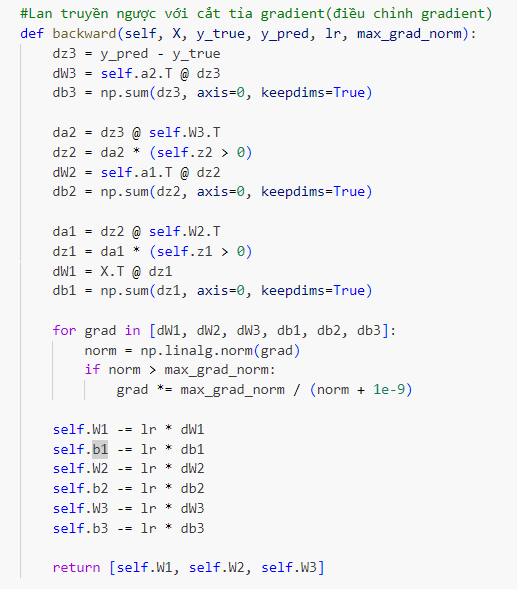 #Lan truyền ngược với cắt tỉa gradient(điều chỉnh gradient)
def backward(self, X, y_true, y_pred, lr, max_grad_norm):
    dz3 = y_pred - y_true
    dW3 = self.a2.T @ dz3
    db3 = np.sum(dz3, axis=0, keepdims=True)

    da2 = dz3 @ self.W3.T
    dz2 = da2 * (self.z2 > 0)
    dW2 = self.a1.T @ dz2
    db2 = np.sum(dz2, axis=0, keepdims=True)

    da1 = dz2 @ self.W2.T
    dz1 = da1 * (self.z1 > 0)
    dW1 = X.T @ dz1
    db1 = np.sum(dz1, axis=0, keepdims=True)

    for grad in [dW1, dW2, dW3, db1, db2, db3]:
        norm = np.linalg.norm(grad)
        if norm > max_grad_norm:
            grad *= max_grad_norm / (norm + 1e-9)

    self.W1 -= lr * dW1
    self.b1 -= lr * db1
    self.W2 -= lr * dW2
    self.b2 -= lr * db2
    self.W3 -= lr * dW3
    self.b3 -= lr * db3

    return [self.W1, self.W2, self.W3]